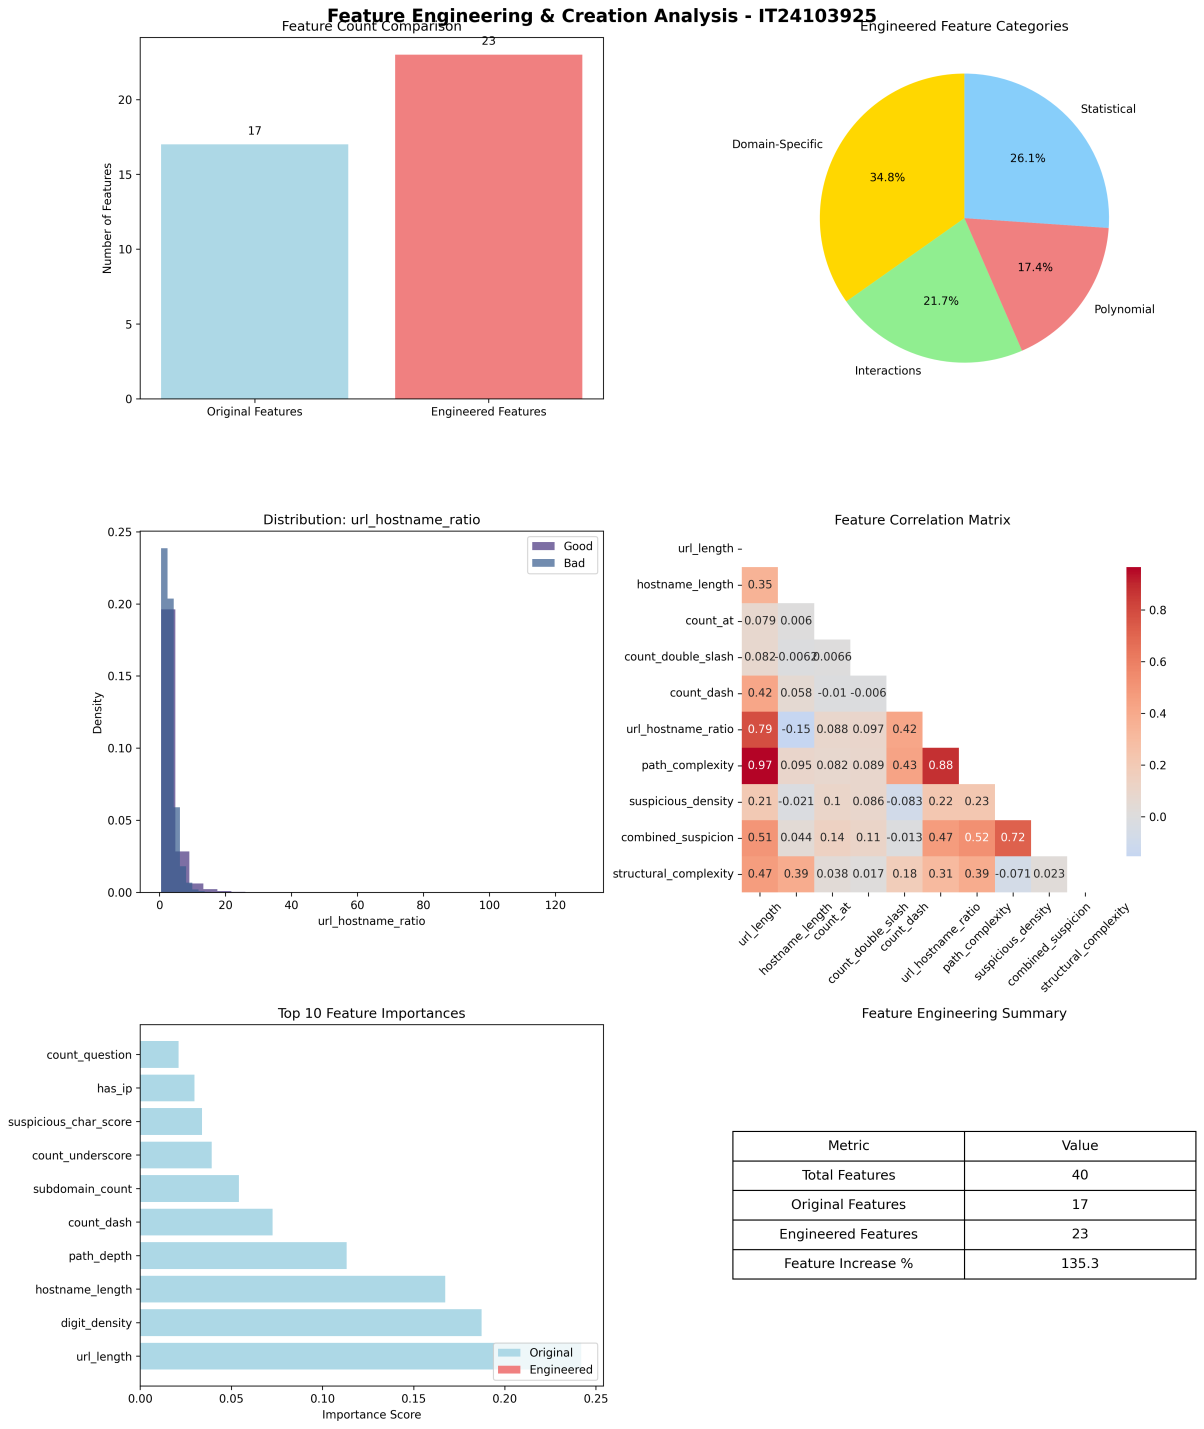 Feature Engineering & Creation Analysis - IT24103925
Feature Count Comparison
23
17
20
15
10
5
0
Number of Features
Original Features
Engineered Features
Engineered Feature Categories
Statistical
26.1%
Domain-Specific
34.8%
17.4%
Polynomial
21.7%
Interactions
Distribution: url_hostname_ratio
Good
Bad
0.25
0.20
0.15
0.10
0.05
0.00
Density
0 20 40 60 80 100 120
url_hostname_ratio
Feature Correlation Matrix
url_length
hostname_length 0.35
count_at 0.079 0.006
count_double_slash 0.082 -0.0062 0.0066
count_dash 0.42 0.058 -0.01 -0.006
url_hostname_ratio 0.79 -0.15 0.088 0.097 0.42
path_complexity 0.97 0.095 0.082 0.089 0.43 0.88
suspicious_density 0.21 -0.021 0.1 0.086 -0.083 0.22 0.23
combined_suspicion 0.51 0.044 0.14 0.11 -0.013 0.47 0.52 0.72
structural_complexity 0.47 0.39 0.038 0.017 0.18 0.31 0.39 -0.071 0.023
url_length
hostname_length
count_at
count_double_slash
count_dash
url_hostname_ratio
path_complexity
suspicious_density
combined_suspicion
structural_complexity
0.8
0.6
0.4
0.2
0.0
Top 10 Feature Importances
count_question
has_ip
suspicious_char_score
count_underscore
subdomain_count
count_dash
path_depth
hostname_length
digit_density
url_length
Original
Engineered
0.00 0.05 0.10 0.15 0.20 0.25
Importance Score
Feature Engineering Summary
Metric Value
Total Features 40
Original Features 17
Engineered Features 23
Feature Increase % 135.3